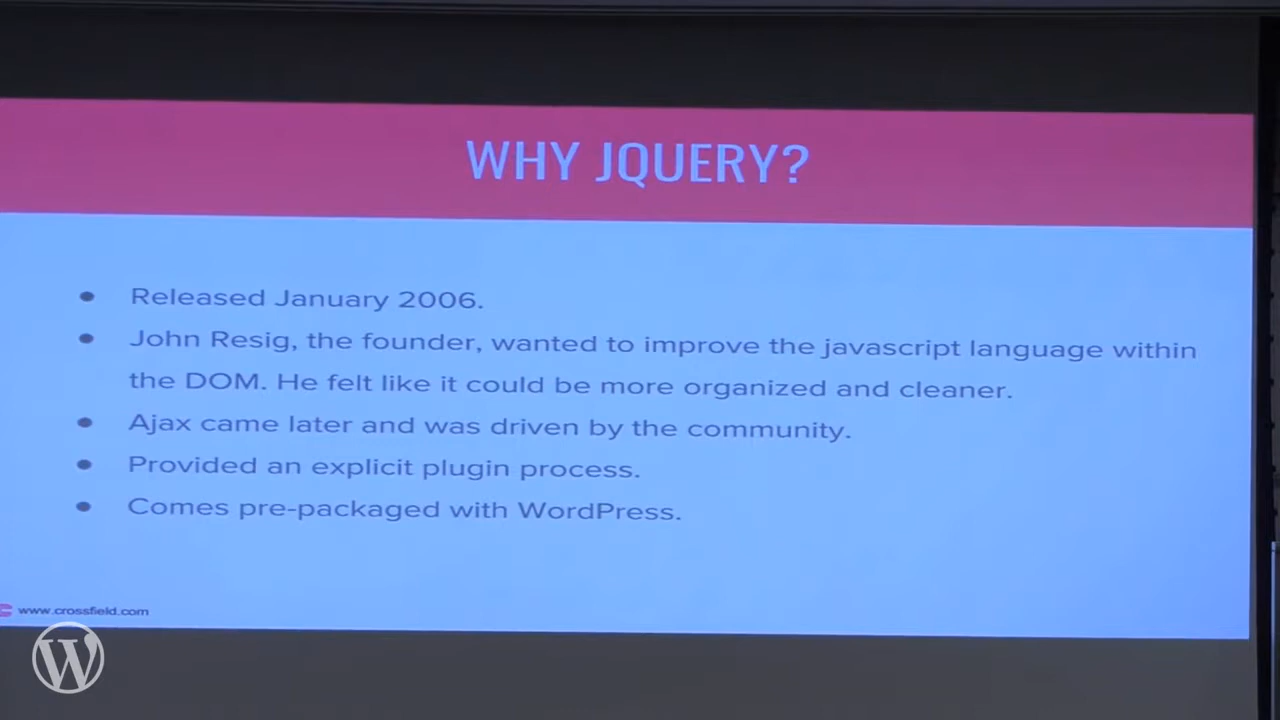 WHY JQUERY?
● Released January 2006.
● John Resig, the founder, wanted to improve the javascript language within
the DOM. He felt like it could be more organized and cleaner.
● Ajax came later and was driven by the community.
● Provided an explicit plugin process.
● Comes pre-packaged with WordPress.
www.crossfield.com
W